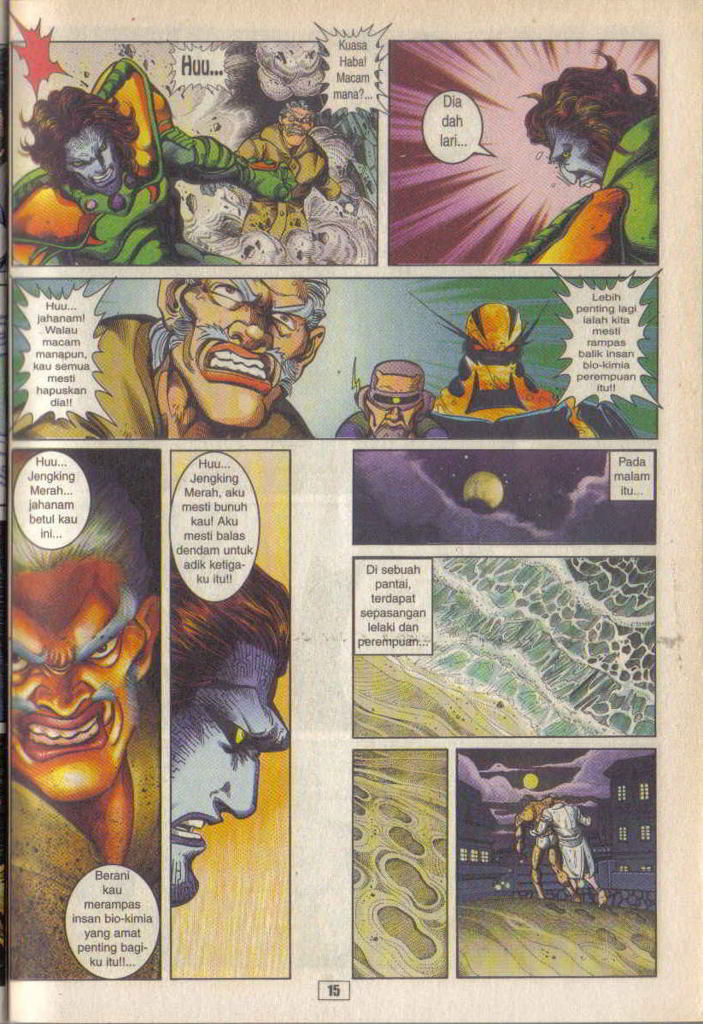 Huu...
Kuasa
Haba!
Macam
mana?...
Dia
dah
lari...
Huu...
jahanam!
Walau
macam
manapun,
kau semua
mesti
hapuskan
dia!!
Lebih
penting lagi
ialah kita
mesti
rampas
balik insan
bio-kimia
perempuan
itu!!
Huu...
Jengking
Merah...
jahanam
betul kau
ini...
Berani
kau
merampas
insan bio-kimia
yang amat
penting bagi-
ku itu!!...
Huu...
Jengking
Merah, aku
mesti bunuh
kau! Aku
mesti balas
dendam untuk
adik ketiga-
ku itu!!
Pada
malam
itu...
Di sebuah
pantai,
terdapat
sepasangan
lelaki dan
perempuan...
15